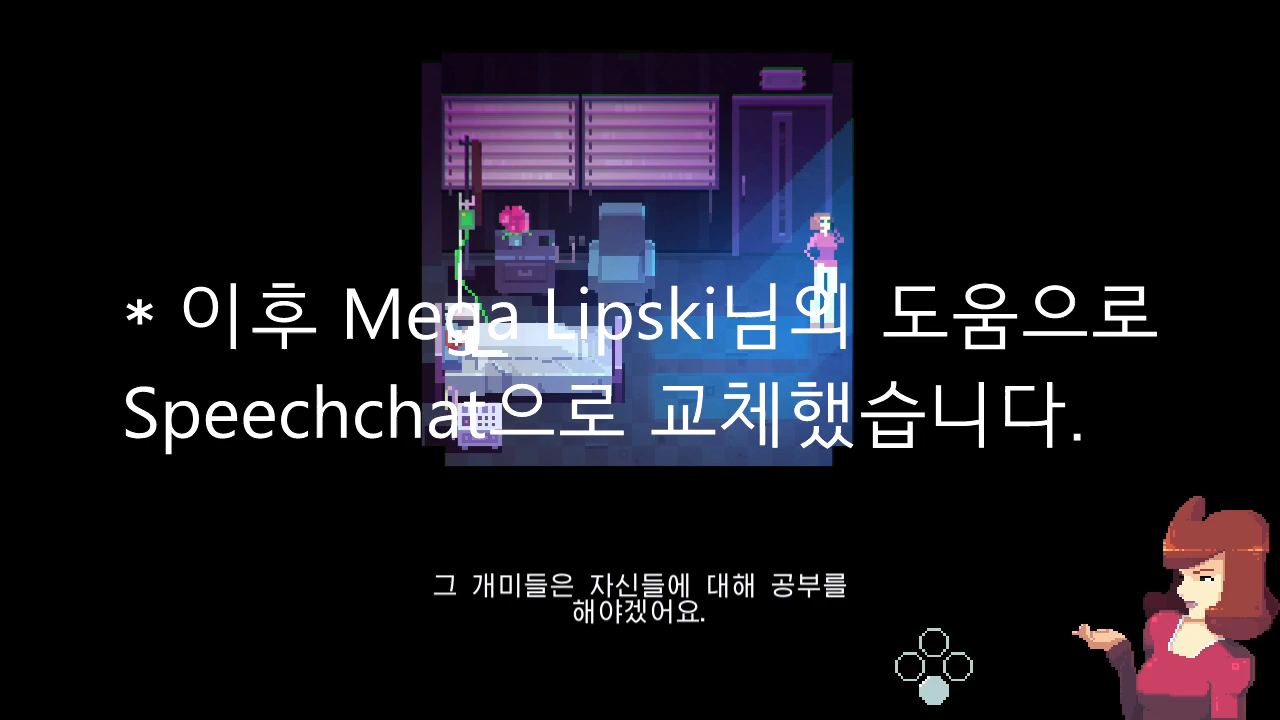 * 이후 Mega Lipski님의 도움으로
Speechchat으로 교체했습니다.
그 개미들은 자신들에 대해 공부를
해야겠어요.